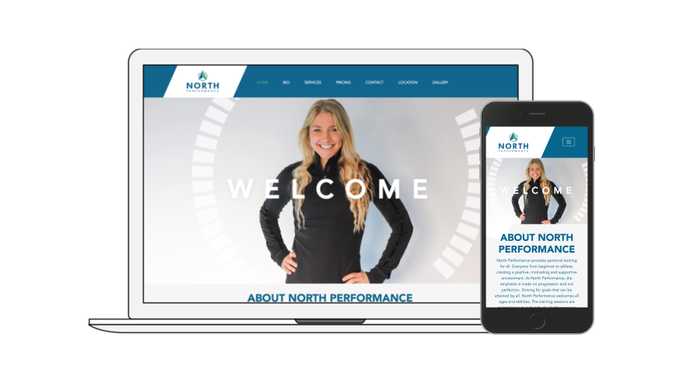 NORTH
PERFORMANCE
HOME BIO SERVICES PRICING CONTACT LOCATION GALLERY
WELCOME
ABOUT NORTH PERFORMANCE
NORTH
PERFORMANCE
WELCOME
ABOUT NORTH
PERFORMANCE
North Performance provides personal training
for all. Everyone from beginner to athlete,
creating a positive, motivating and supportive
environment. At North Performance, the
emphasis is made on progression and not
perfection. Striving for goals that can be
attained by all. North Performance welcomes all
ages and abilities. The training sessions are